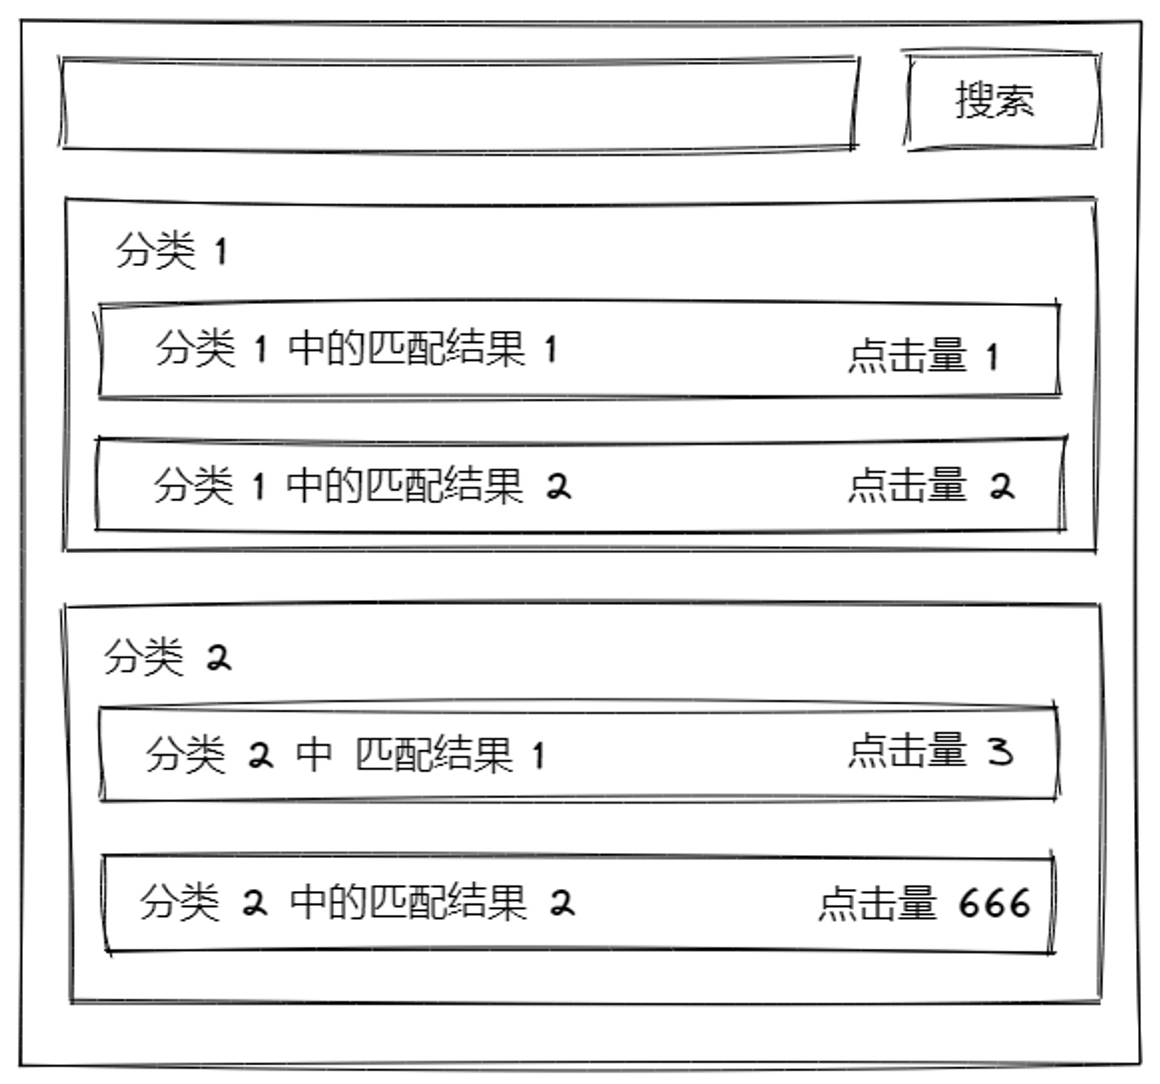 搜索
分类 1
分类 1 中的匹配结果 1 点击量 1
分类 1 中的匹配结果 2 点击量 2
分类 2
分类 2 中 匹配结果 1 点击量 3
分类 2 中的匹配结果 2 点击量 666